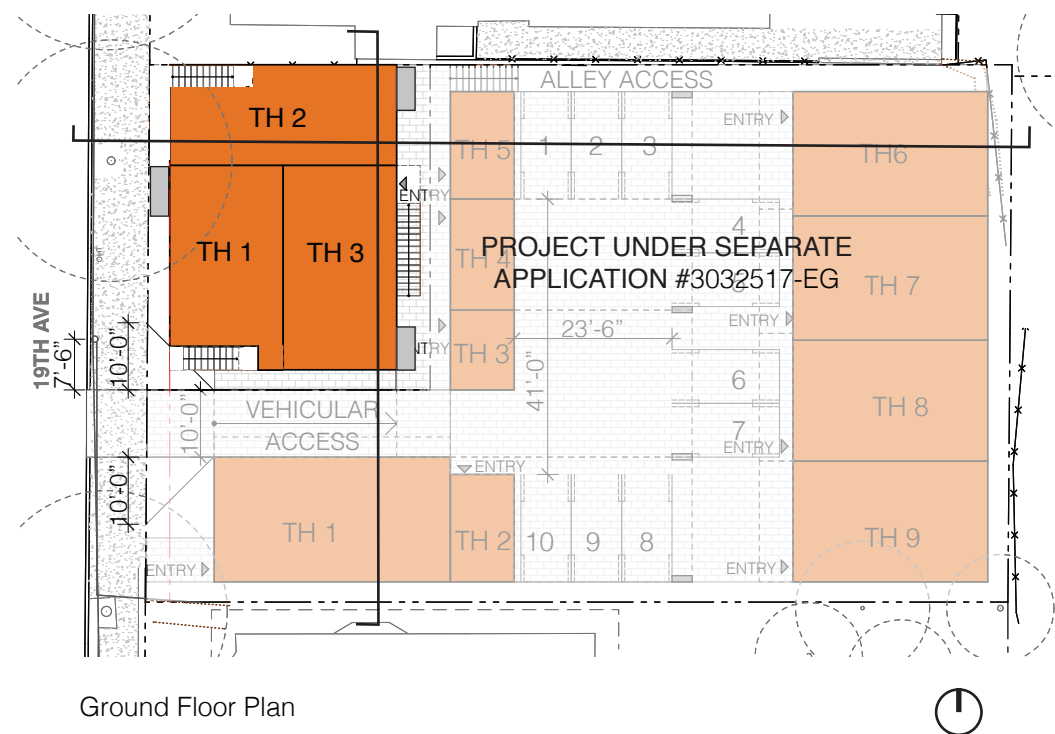 ALLEY ACCESS
TH 2
ENTRY
TH 5
1
2
3
TH6
ENTRY
TH 1
TH 3
4
PROJECT UNDER SEPARATE
APPLICATION #3032517-EG
TH 4
TH 7
19TH AVE
7'-6"
10'-0"
23'-6"
ENTRY
TH 3
41'-0"
6
TH 8
10'-0"
VEHICULAR
ACCESS
7
ENTRY
ENTRY
10'-0"
TH 1
TH 2
10
9
8
TH 9
ENTRY
ENTRY
Ground Floor Plan